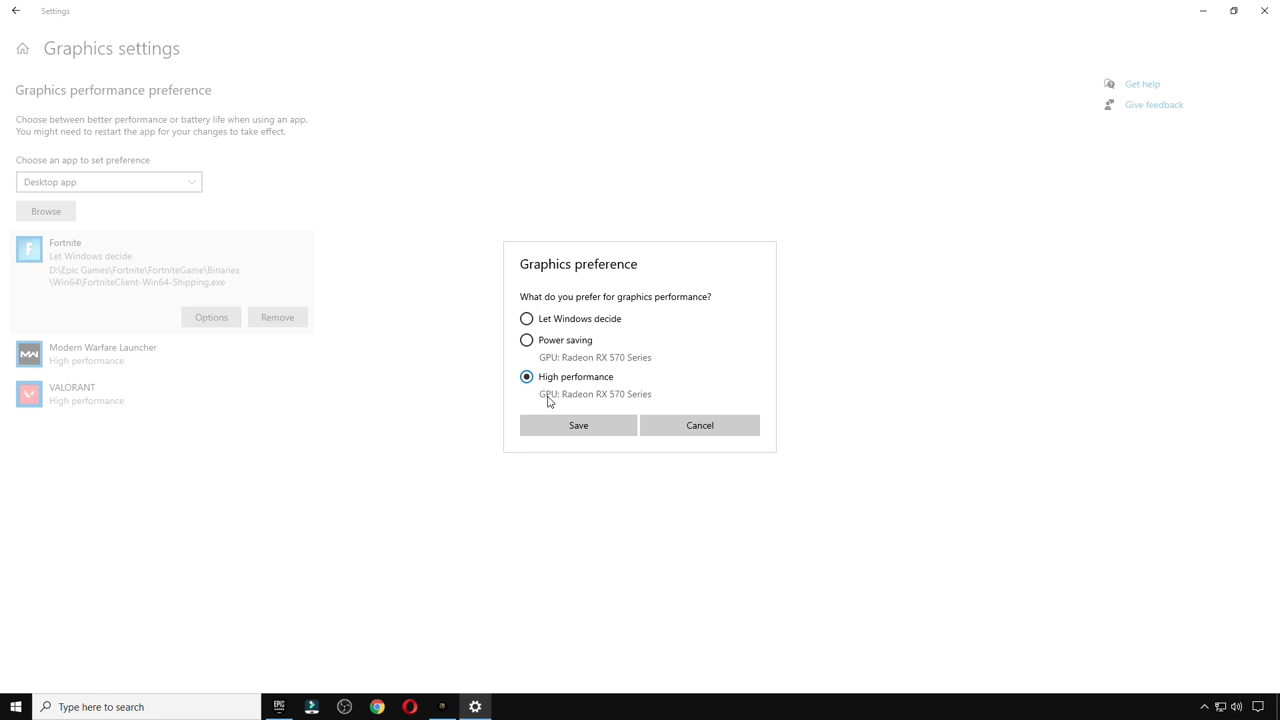 Settings
Graphics settings
Graphics performance preference
Choose between better performance or battery life when using an app.
You might need to restart the app for your changes to take effect.
Choose an app to set preference
Desktop app
Browse
Fortnite
Let Windows decide
D:\Epic Games\Fortnite\FortniteGame\Binaries
\Win64\FortniteClient-Win64-Shipping.exe
Options
Remove
Modern Warfare Launcher
High performance
VALORANT
High performance
Get help
Give feedback
Graphics preference
What do you prefer for graphics performance?
Let Windows decide
Power saving
GPU: Radeon RX 570 Series
High performance
GPU: Radeon RX 570 Series
Save
Cancel
Type here to search
EPIC